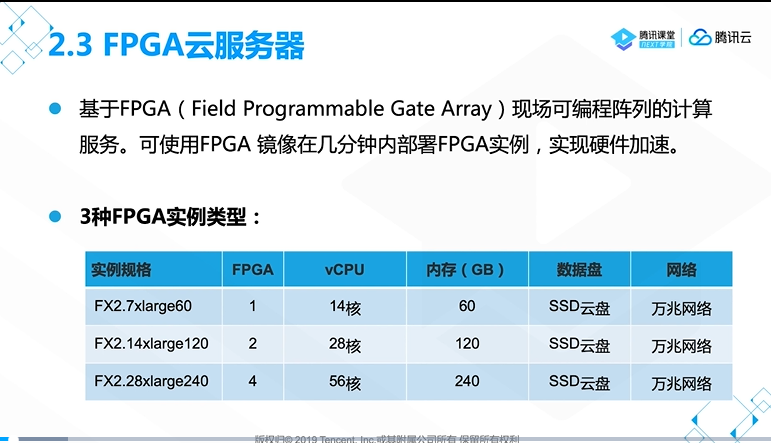 2.3 FPGA云服务器
腾讯课堂
NEXT学院
腾讯云
基于FPGA（Field Programmable Gate Array）现场可编程阵列的计算
服务。可使用FPGA 镜像在几分钟内部署FPGA实例，实现硬件加速。
3种FPGA实例类型：
实例规格 FPGA vCPU 内存（GB） 数据盘 网络
FX2.7xlarge60 1 14核 60 SSD云盘 万兆网络
FX2.14xlarge120 2 28核 120 SSD云盘 万兆网络
FX2.28xlarge240 4 56核 240 SSD云盘 万兆网络
版权归© 2019 Tencent, Inc.或其附属公司所有 保留所有权利